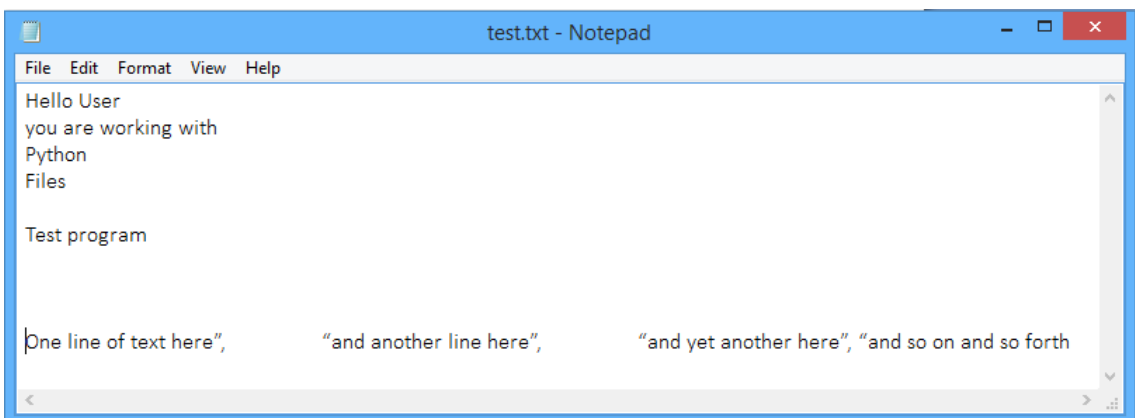 test.txt - Notepad
File Edit Format View Help
Hello User
you are working with
Python
Files
Test program
One line of text here”, “and another line here”, “and yet another here”, “and so on and so forth